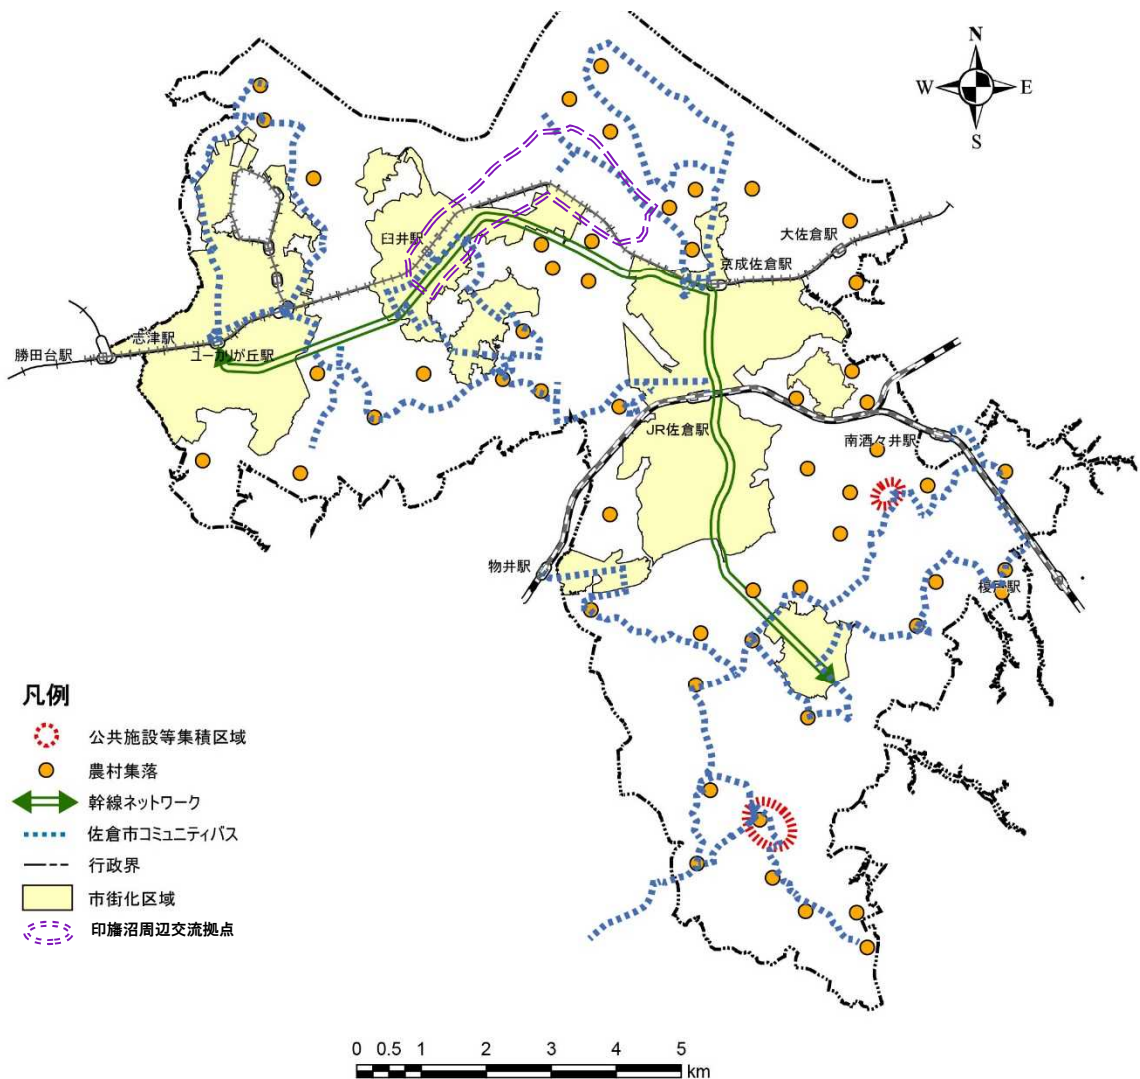 N
W
E
S
大佐倉駅
臼井駅
京成佐倉駅
志津駅
勝田台駅
ユーカリが丘駅
JR佐倉駅
南酒々井駅
物井駅
榎戸駅
凡例
公共施設等集積区域
農村集落
幹線ネットワーク
佐倉市コミュニティバス
行政界
市街化区域
印旛沼周辺交流拠点
0 0.5 1 2 3 4 5
km